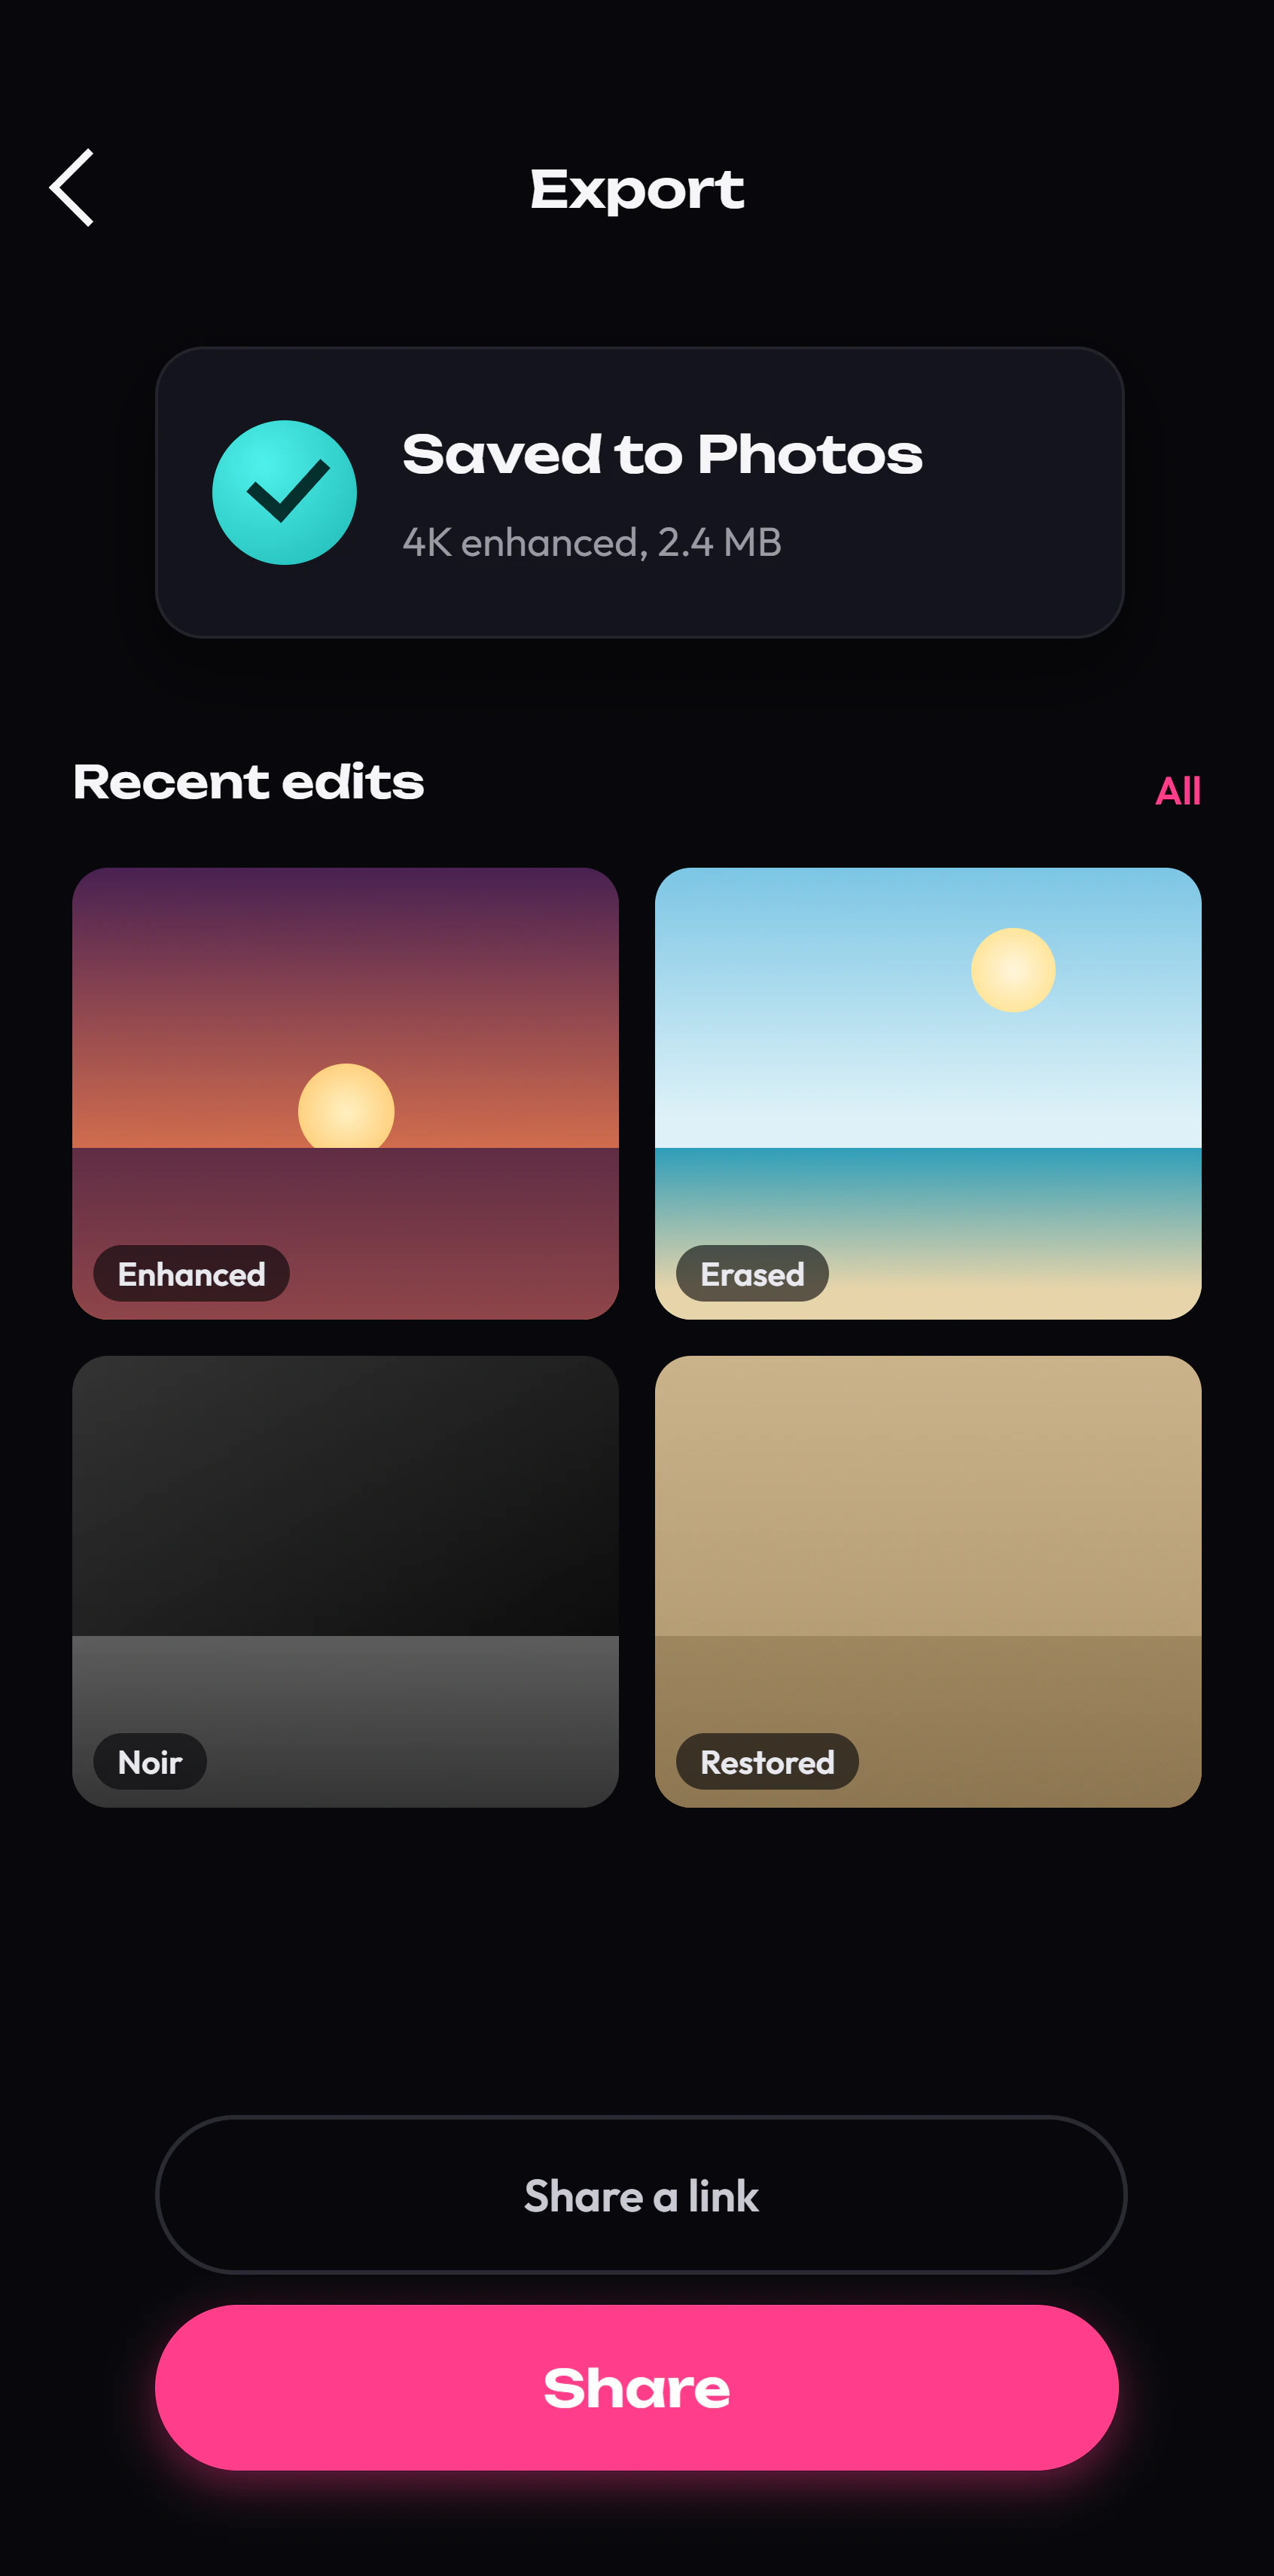 Export
Saved to Photos
4K enhanced, 2.4 MB
Recent edits
All
Enhanced
Erased
Noir
Restored
Share a link
Share